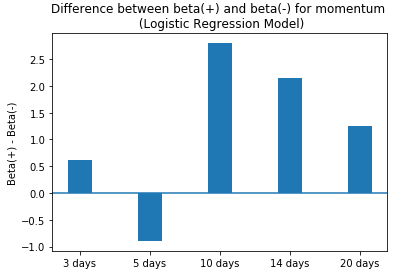 Difference between beta(+) and beta(-) for momentum
(Logistic Regression Model)
Beta(+) - Beta(-)
2.5
2.0
1.5
1.0
0.5
0.0
−0.5
−1.0
3 days 5 days 10 days 14 days 20 days